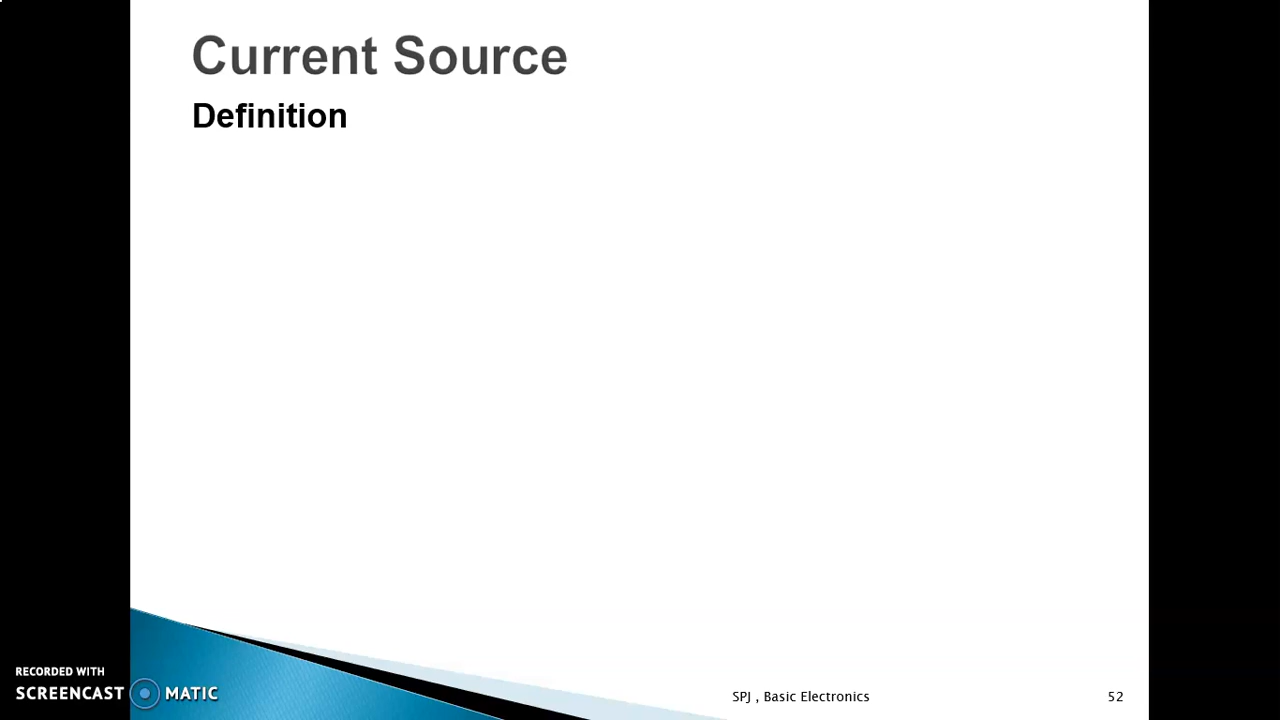 Current Source
Definition
RECORDED WITH
SCREENCAST MATIC
SPJ , Basic Electronics
52